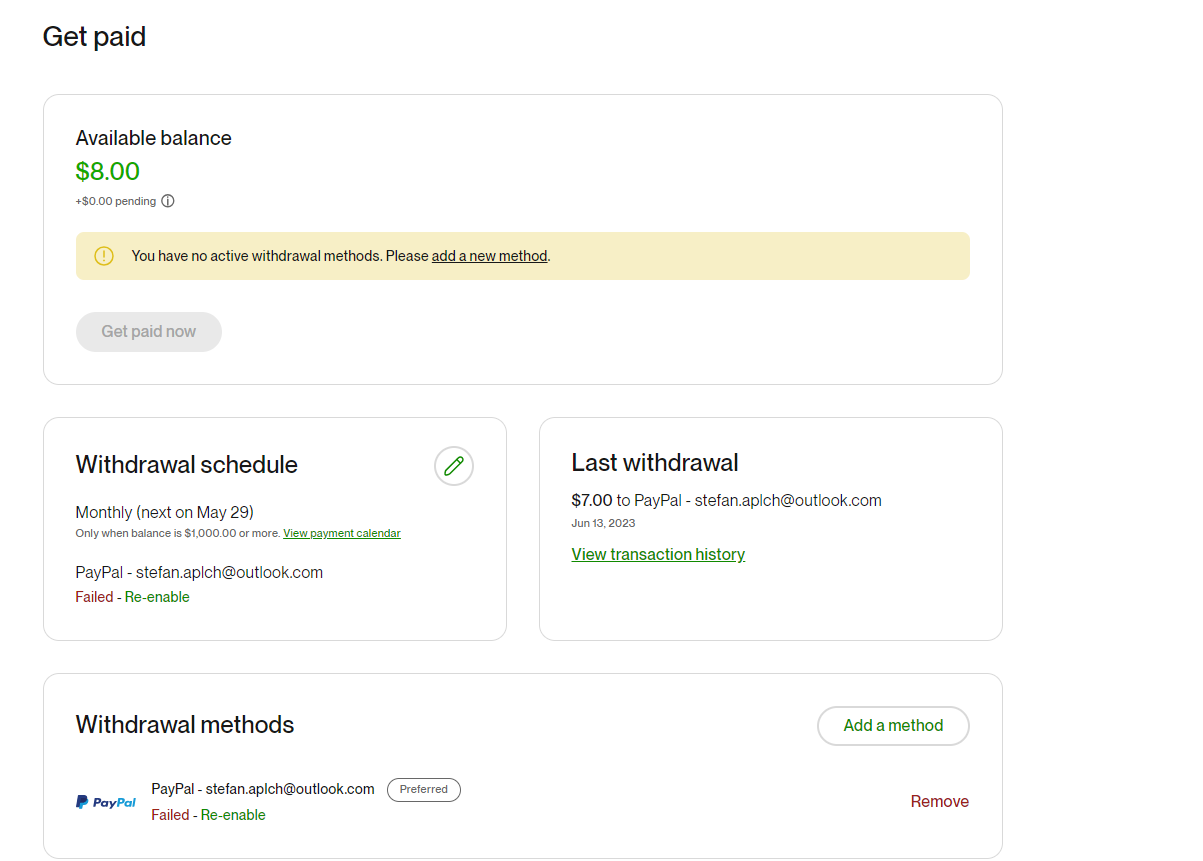 Get paid
Available balance
$8.00
+$0.00 pending
You have no active withdrawal methods. Please add a new method.
Get paid now
Withdrawal schedule
Monthly (next on May 29)
Only when balance is $1,000.00 or more. View payment calendar
PayPal - stefan.aplch@outlook.com
Failed - Re-enable
Last withdrawal
$7.00 to PayPal - stefan.aplch@outlook.com
Jun 13, 2023
View transaction history
Withdrawal methods
Add a method
PayPal
PayPal - stefan.aplch@outlook.com
Preferred
Failed - Re-enable
Remove